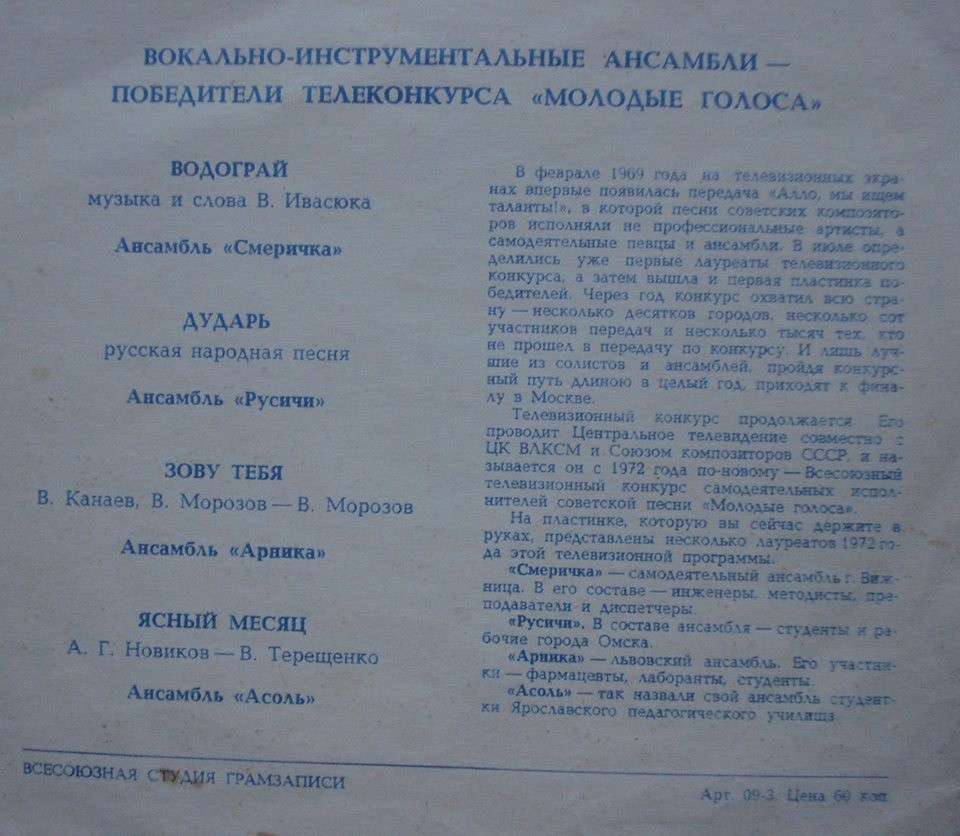 ВОКАЛЬНО-ИНСТРУМЕНТАЛЬНЫЕ АНСАМБЛИ —
ПОБЕДИТЕЛИ ТЕЛЕКОНКУРСА «МОЛОДЫЕ ГОЛОСА»
ВОДОГРАЙ
музыка и слова В. Ивасюка
Ансамбль «Смеричка»
ДУДАРЬ
русская народная песня
Ансамбль «Русичи»
ЗОВУ ТЕБЯ
В. Канаев, В. Морозов — В. Морозов
Ансамбль «Арника»
ЯСНЫЙ МЕСЯЦ
А. Г. Новиков — В. Терещенко
Ансамбль «Асоль»
В феврале 1969 года на телевизионных экра-
нах впервые появилась передача «Алло, мы ищем
таланты!», в которой песни советских композито-
ров исполняли не профессиональные артисты, а
самодеятельные певцы и ансамбли. В июле опре-
делились уже первые лауреаты телевизионного
конкурса, а затем вышла и первая пластинка по-
бедителей. Через год конкурс охватил всю стра-
ну — несколько десятков городов, несколько сот
участников передач и несколько тысяч тех, кто
не прошел в передачу по конкурсу. И лишь луч-
шие из солистов и ансамблей, пройдя конкурс-
ный путь длиною в целый год, приходят к фина-
лу в Москве.
Телевизионный конкурс продолжается. Его
проводит Центральное телевидение совместно с
ЦК ВЛКСМ и Союзом композиторов СССР, и на-
зывается он с 1972 года по-новому — Всесоюзный
телевизионный конкурс самодеятельных испол-
нителей советской песни «Молодые голоса».
На пластинке, которую вы сейчас держите в
руках, представлены несколько лауреатов 1972 го-
да этой телевизионной программы.
«Смеричка» — самодеятельный ансамбль г. Виж-
ница. В его составе — инженеры, методисты, пре-
подаватели и диспетчеры.
«Русичи». В составе ансамбля — студенты и ра-
бочие города Омска.
«Арника» — львовский ансамбль. Его участни-
ки — фармацевты, лаборанты, студенты.
«Асоль» — так назвали свой ансамбль студент-
ки Ярославского педагогического училища
ВСЕСОЮЗНАЯ СТУДИЯ ГРАМЗАПИСИ
Арт. 09-3. Цена 60 коп